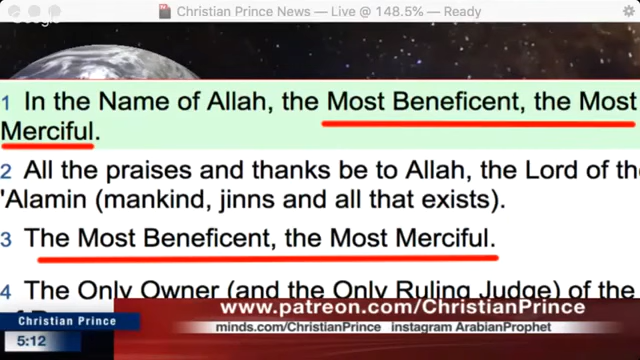 Christian Prince News — Live @ 148.5% — Ready
1 In the Name of Allah, the Most Beneficent, the Most
Merciful.
2 All the praises and thanks be to Allah, the Lord of the
'Alamin (mankind, jinns and all that exists).
3 The Most Beneficent, the Most Merciful.
4 The Only Owner (and the Only Ruling Judge) of the
www.patreon.com/ChristianPrince
Christian Prince
minds.com/ChristianPrince instagram ArabianProphet
5:12